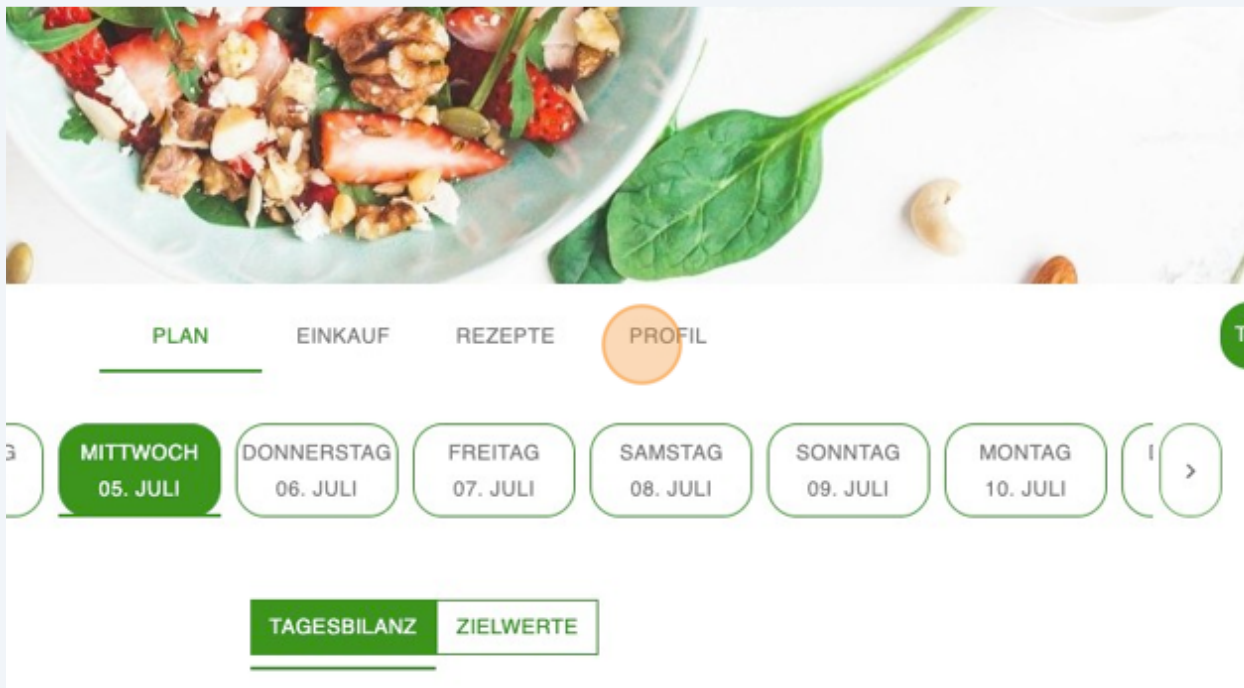 PLAN EINKAUF REZEPTE PROFIL T
G MITTWOCH DONNERSTAG FREITAG SAMSTAG SONNTAG MONTAG
05. JULI 06. JULI 07. JULI 08. JULI 09. JULI 10. JULI
TAGESBILANZ ZIELWERTE